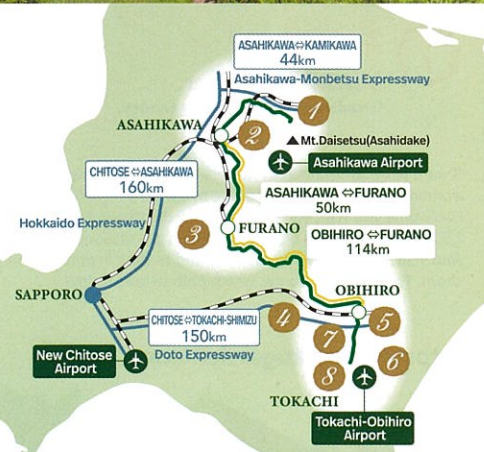 ASAHIKAWA⇔KAMIKAWA
44km
Asahikawa-Monbetsu Expressway
1
ASAHIKAWA
2
▲Mt.Daisetsu(Asahidake)
Asahikawa Airport
CHITOSE⇔ASAHIKAWA
160km
ASAHIKAWA⇔FURANO
50km
Hokkaido Expressway
3
FURANO
OBIHIRO⇔FURANO
114km
OBIHIRO
SAPPORO
4
5
CHITOSE⇔TOKACHI-SHIMIZU
150km
7
Doto Expressway
New Chitose
Airport
6
8
TOKACHI
Tokachi-Obihiro
Airport